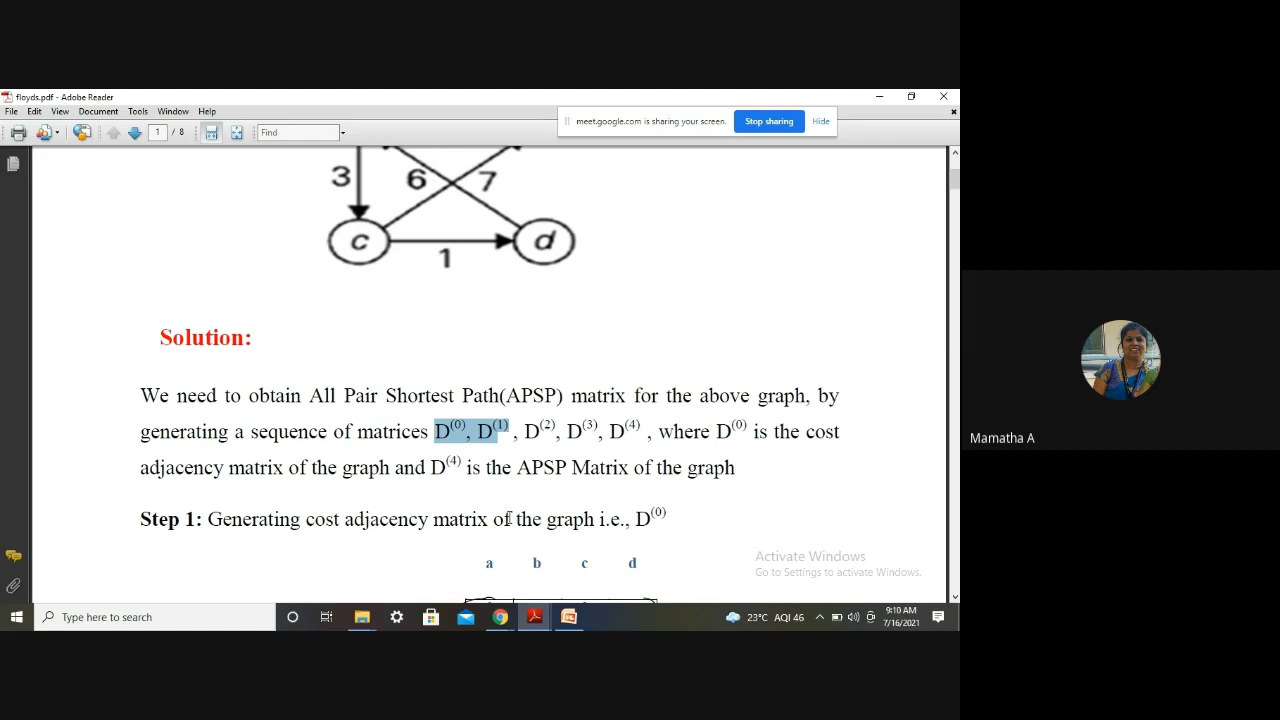 floyds.pdf - Adobe Reader
File Edit View Document Tools Window Help
meet.google.com is sharing your screen. Stop sharing Hide
1 / 8 Find
3 6 7
c d
1
Solution:
We need to obtain All Pair Shortest Path(APSP) matrix for the above graph, by
generating a sequence of matrices D(0), D(1) , D(2), D(3), D(4) , where D(0) is the cost
adjacency matrix of the graph and D(4) is the APSP Matrix of the graph
Step 1: Generating cost adjacency matrix of the graph i.e., D(0)
a b c d
Activate Windows
Go to Settings to activate Windows.
Type here to search
23°C AQI 46
9:10 AM
7/16/2021
Mamatha A